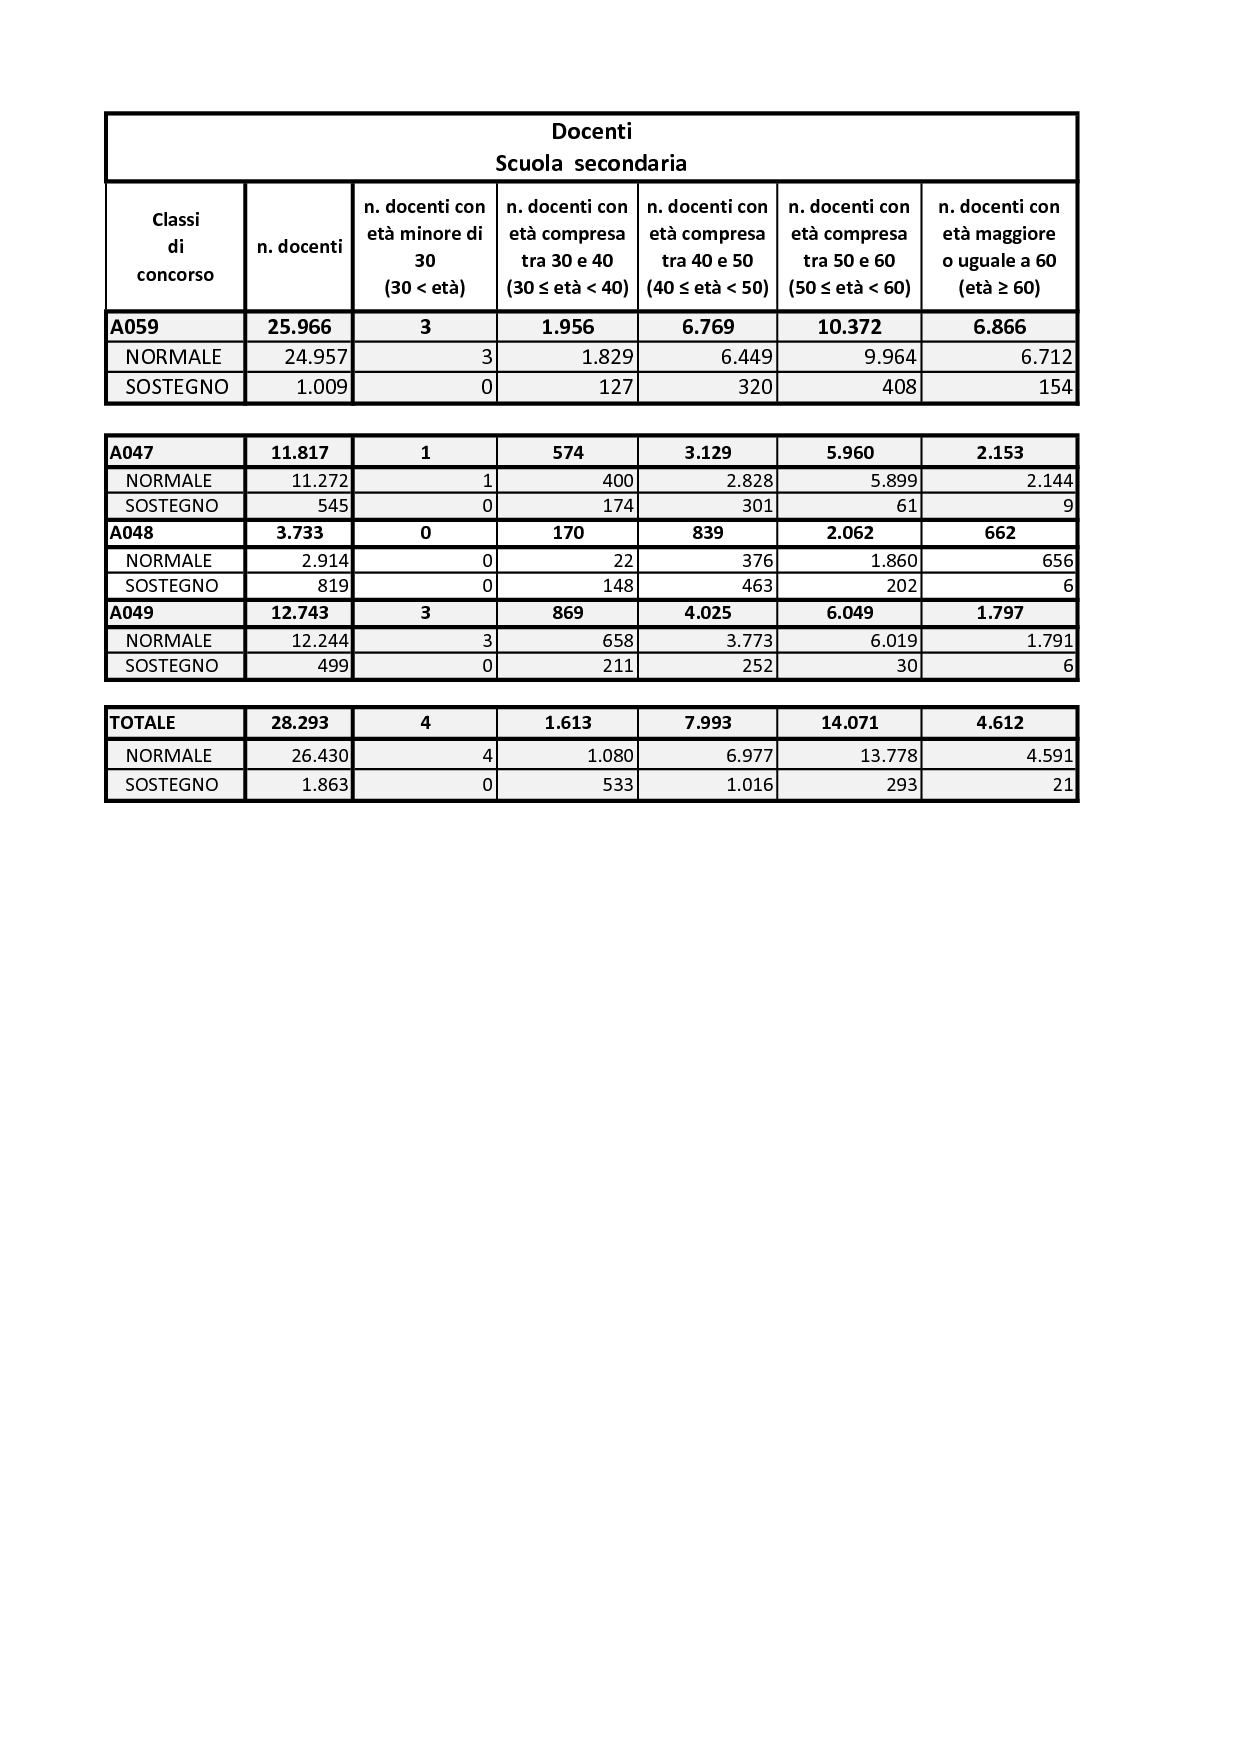 Docenti
Scuola secondaria
Classi di concorso n. docenti n. docenti con età minore di 30 (30 < età) n. docenti con età compresa tra 30 e 40 (30 ≤ età < 40) n. docenti con età compresa tra 40 e 50 (40 ≤ età < 50) n. docenti con età compresa tra 50 e 60 (50 ≤ età < 60) n. docenti con età maggiore o uguale a 60 (età ≥ 60)
A059 25.966 3 1.956 6.769 10.372 6.866
NORMALE 24.957 3 1.829 6.449 9.964 6.712
SOSTEGNO 1.009 0 127 320 408 154
A047 11.817 1 574 3.129 5.960 2.153
NORMALE 11.272 1 400 2.828 5.899 2.144
SOSTEGNO 545 0 174 301 61 9
A048 3.733 0 170 839 2.062 662
NORMALE 2.914 0 22 376 1.860 656
SOSTEGNO 819 0 148 463 202 6
A049 12.743 3 869 4.025 6.049 1.797
NORMALE 12.244 3 658 3.773 6.019 1.791
SOSTEGNO 499 0 211 252 30 6
TOTALE 28.293 4 1.613 7.993 14.071 4.612
NORMALE 26.430 4 1.080 6.977 13.778 4.591
SOSTEGNO 1.863 0 533 1.016 293 21